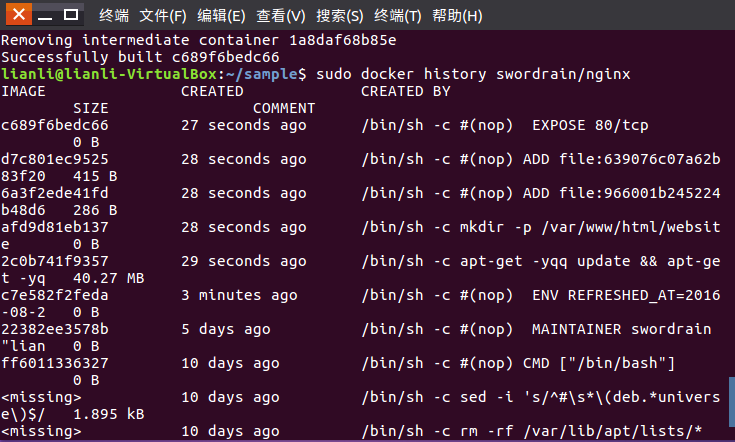 终端 文件(F) 编辑(E) 查看(V) 搜索(S) 终端(T) 帮助(H)
Removing intermediate container 1a8daf68b85e
Successfully built c689f6bedc66
lianli@lianli-VirtualBox:~/sample$ sudo docker history swordrain/nginx
IMAGE CREATED CREATED BY
SIZE COMMENT
c689f6bedc66 27 seconds ago /bin/sh -c #(nop)  EXPOSE 80/tcp
0 B
d7c801ec9525 28 seconds ago /bin/sh -c #(nop) ADD file:639076c07a62b
83f20 415 B
6a3f2ede41fd 28 seconds ago /bin/sh -c #(nop) ADD file:966001b245224
b48d6 286 B
afd9d81eb137 28 seconds ago /bin/sh -c mkdir -p /var/www/html/websit
e 0 B
2c0b741f9357 29 seconds ago /bin/sh -c apt-get -yqq update && apt-ge
t -yq 40.27 MB
c7e582f2feda 3 minutes ago /bin/sh -c #(nop)  ENV REFRESHED_AT=2016
-08-2 0 B
22382ee3578b 5 days ago /bin/sh -c #(nop)  MAINTAINER swordrain
"lian 0 B
ff6011336327 10 days ago /bin/sh -c #(nop) CMD ["/bin/bash"]
0 B
<missing> 10 days ago /bin/sh -c sed -i 's/^#\s*\(deb.*univers
e\)$/ 1.895 kB
<missing> 10 days ago /bin/sh -c rm -rf /var/lib/apt/lists/*